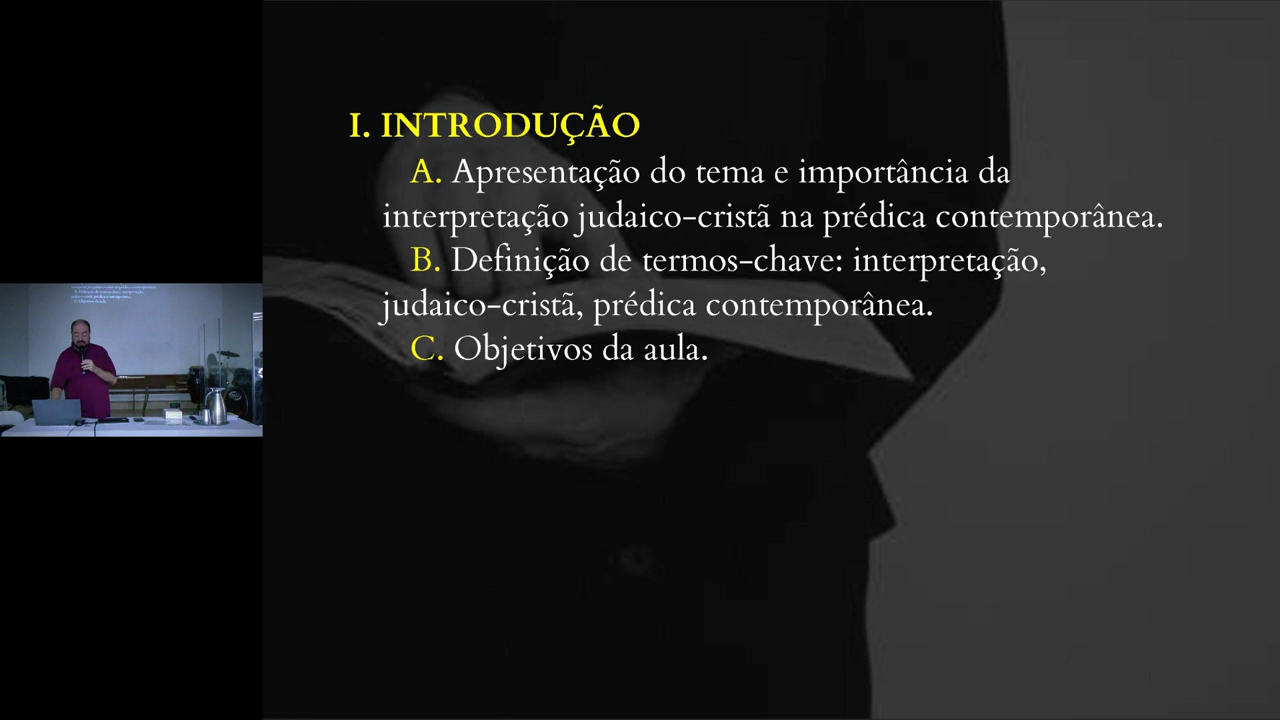 I. INTRODUÇÃO
A. Apresentação do tema e importância da
interpretação judaico-cristã na prédica contemporânea.
B. Definição de termos-chave: interpretação,
judaico-cristã, prédica contemporânea.
C. Objetivos da aula.